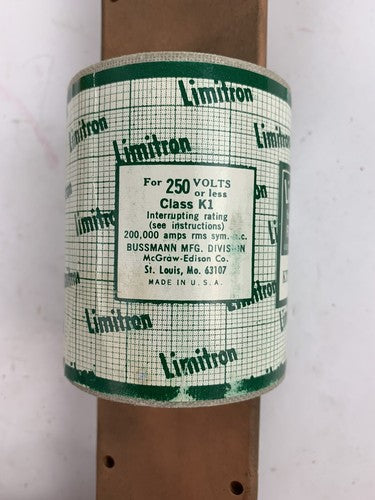 Limitron
Limitron
For 250 VOLTS
or less
Class K1
Interrupting rating
(see instructions)
200,000 amps rms sym.
BUSSMANN MFG. DIVISION
McGraw-Edison Co.
St. Louis, Mo. 63107
MADE IN U.S.A.
Limitron
Limitron
Limitron
Limitron